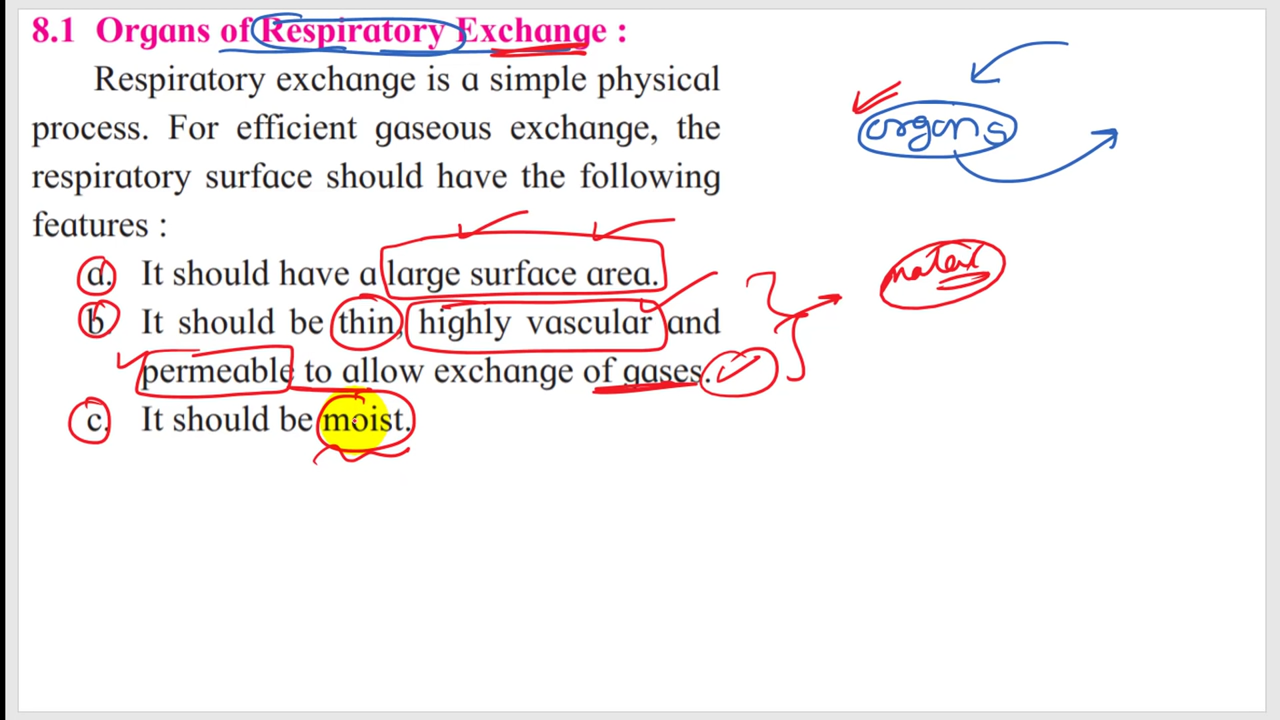 8.1 Organs of Respiratory Exchange :
Respiratory exchange is a simple physical
process. For efficient gaseous exchange, the
respiratory surface should have the following
features :
a. It should have a large surface area.
b. It should be thin, highly vascular and
permeable to allow exchange of gases.
c. It should be moist.
organs